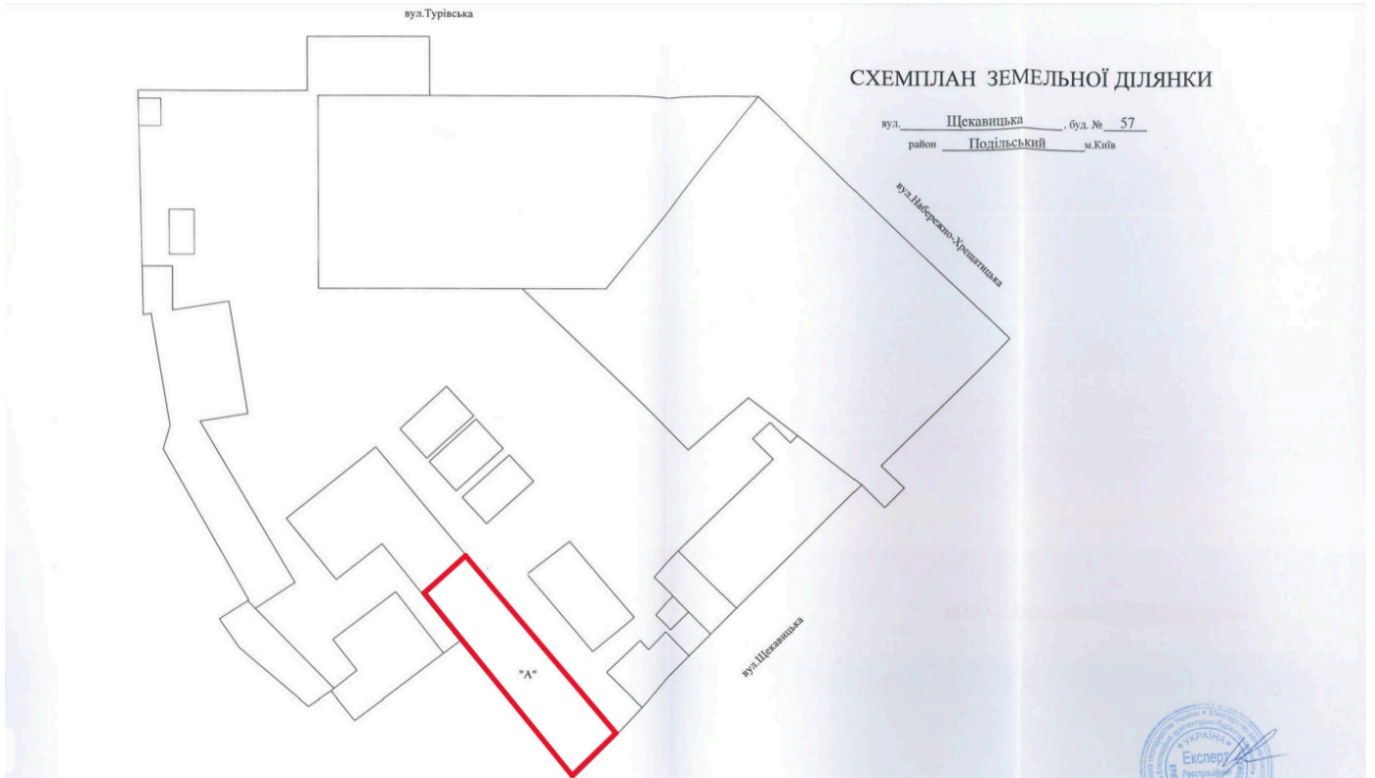 вул.Турівська
СХЕМПЛАН ЗЕМЕЛЬНОЇ ДІЛЯНКИ
вул. Щекавицька , буд. № 57
район Подільський м.Київ
вул.Набережно-Хрещатицька
"А"
вул.Щекавицька
УКРАЇНА
Експерт